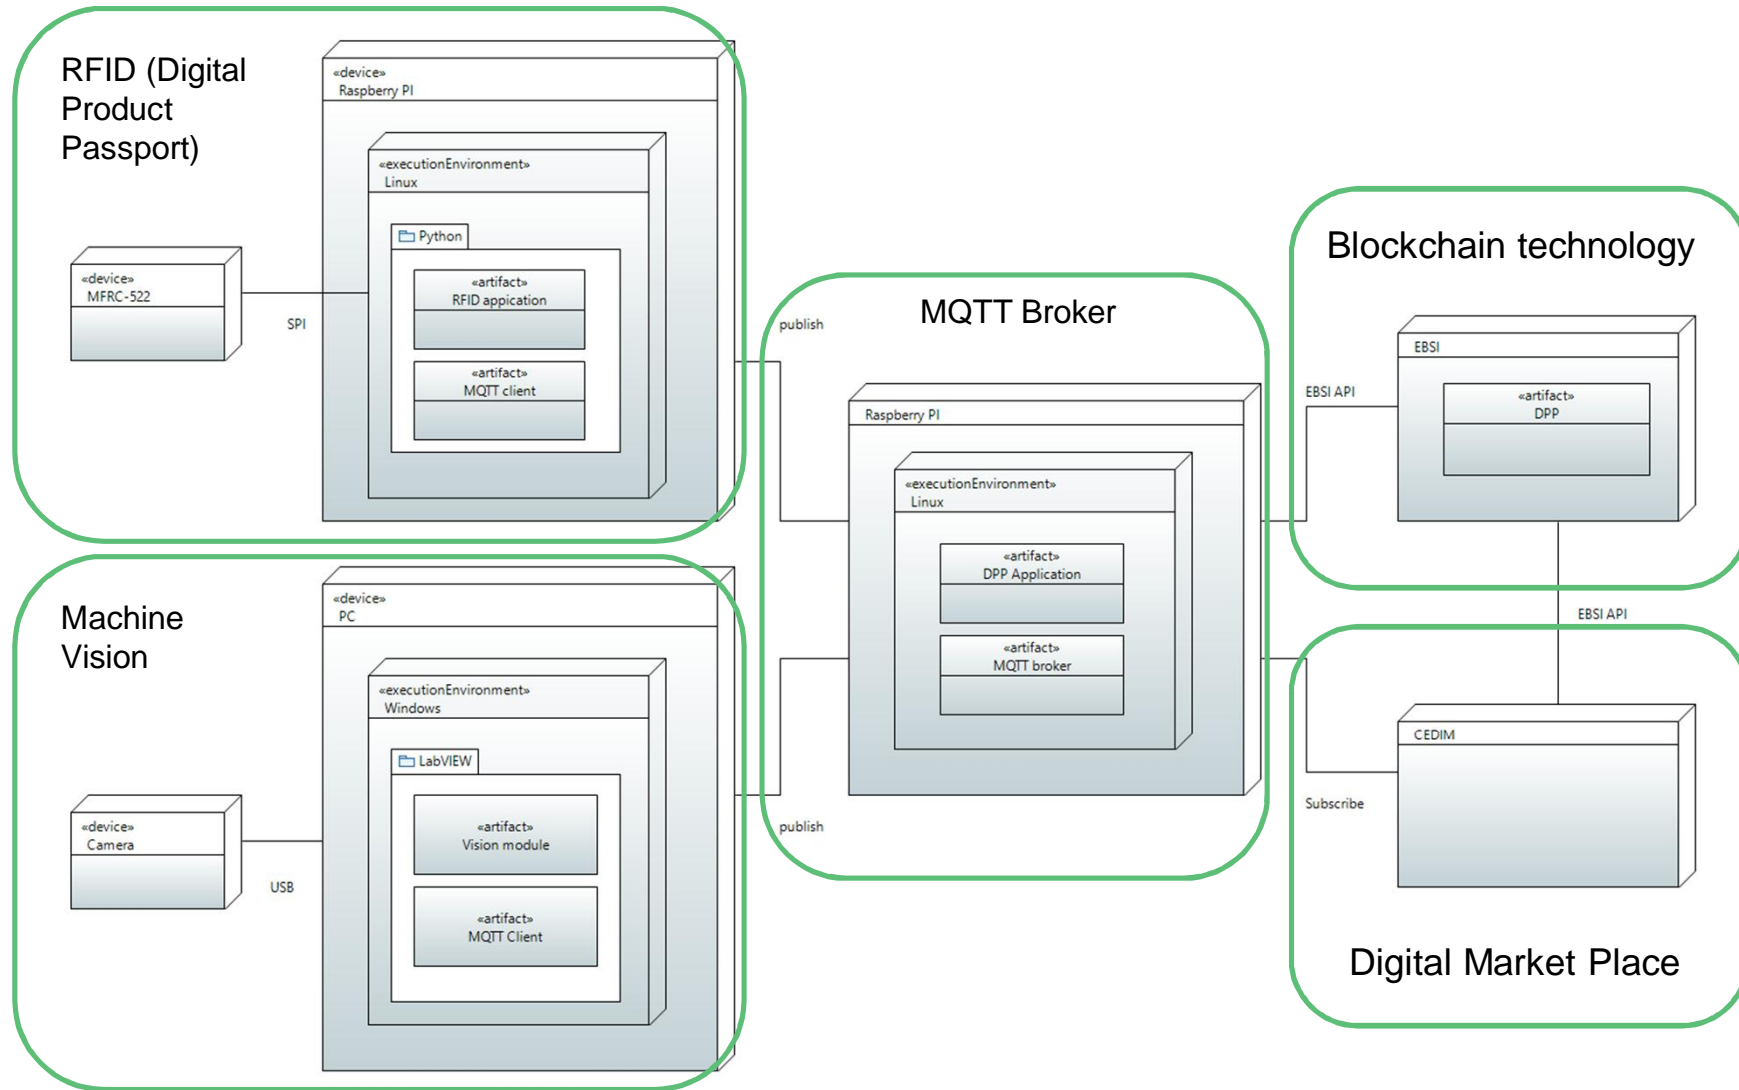 RFID (Digital
Product
Passport)
«device»
Raspberry PI
«executionEnvironment»
Linux
Python
«artifact»
RFID appication
«artifact»
MQTT client
«device»
MFRC-522
SPI
publish
Machine
Vision
«device»
PC
«executionEnvironment»
Windows
LabVIEW
«artifact»
Vision module
«artifact»
MQTT Client
«device»
Camera
USB
publish
MQTT Broker
Raspberry PI
«executionEnvironment»
Linux
«artifact»
DPP Application
«artifact»
MQTT broker
Blockchain technology
EBSI API
EBSI
«artifact»
DPP
EBSI API
CEDIM
Subscribe
Digital Market Place